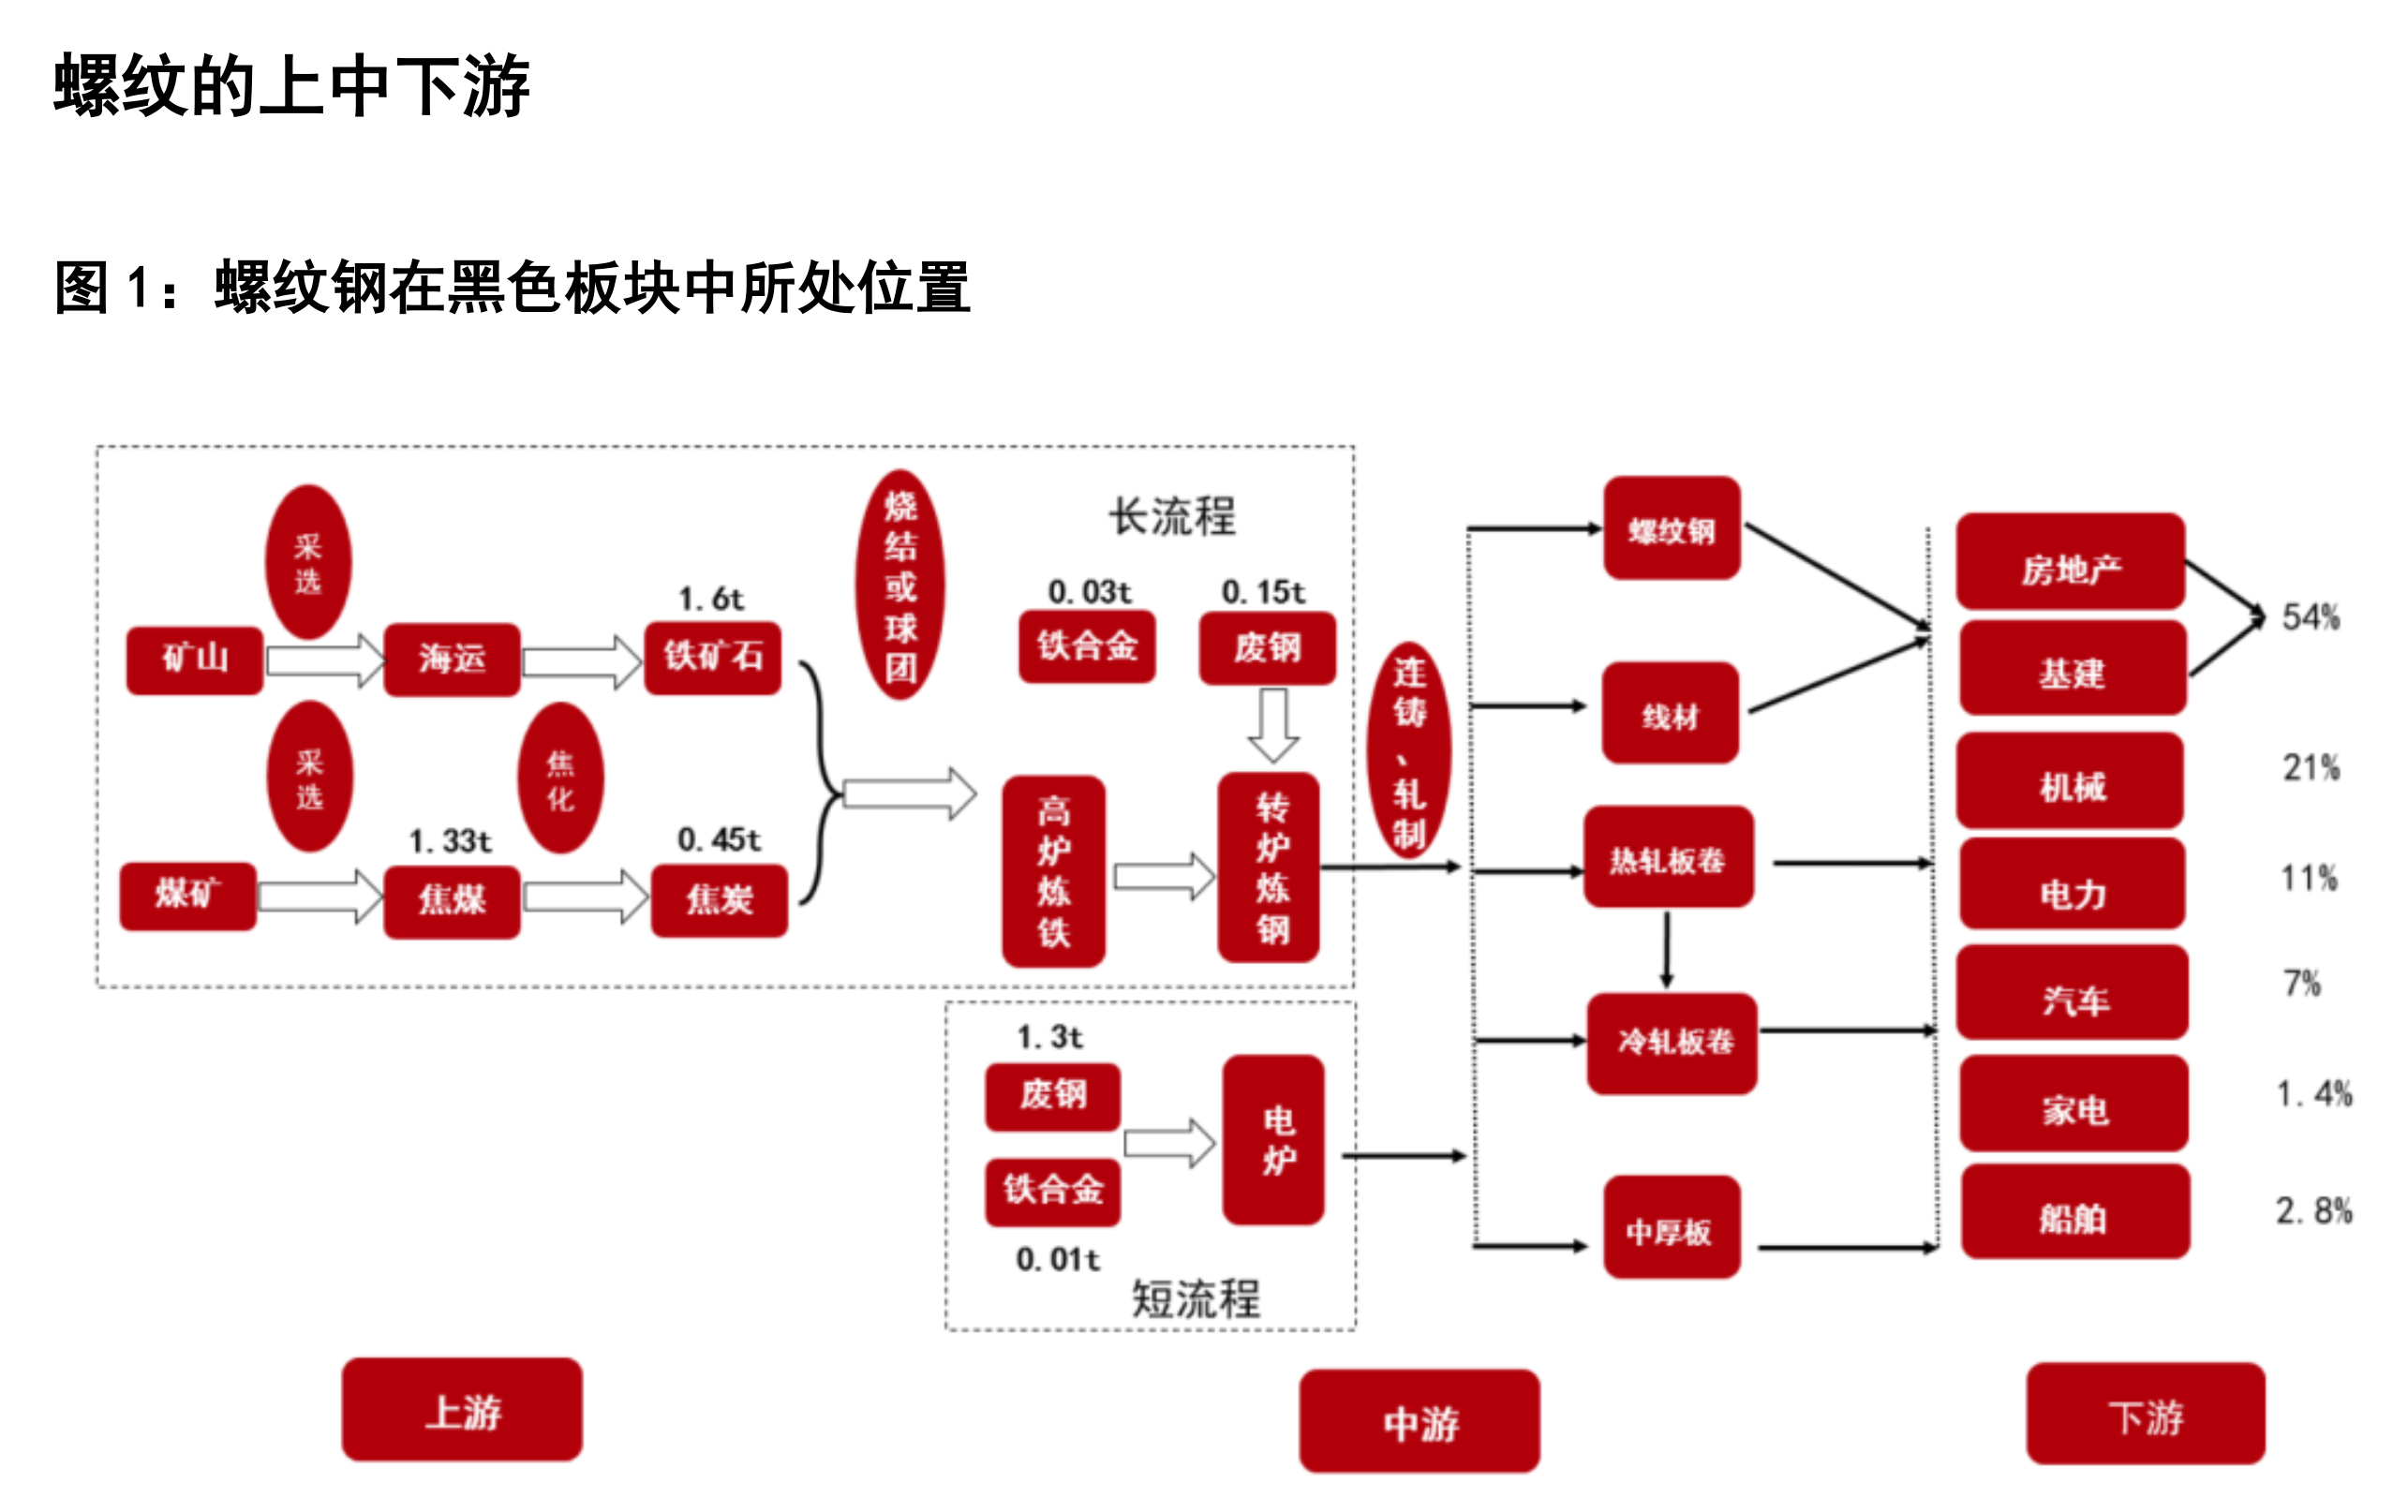 螺纹的上中下游
图 1：螺纹钢在黑色板块中所处位置
采选
矿山
海运
1.6t
铁矿石
烧结或球团
长流程
0.03t
铁合金
0.15t
废钢
采选
煤矿
1.33t
焦煤
焦化
0.45t
焦炭
高炉炼铁
转炉炼钢
连铸、轧制
1.3t
废钢
铁合金
0.01t
电炉
短流程
螺纹钢
线材
热轧板卷
冷轧板卷
中厚板
房地产
基建
54%
机械
21%
电力
11%
汽车
7%
家电
1.4%
船舶
2.8%
上游
中游
下游